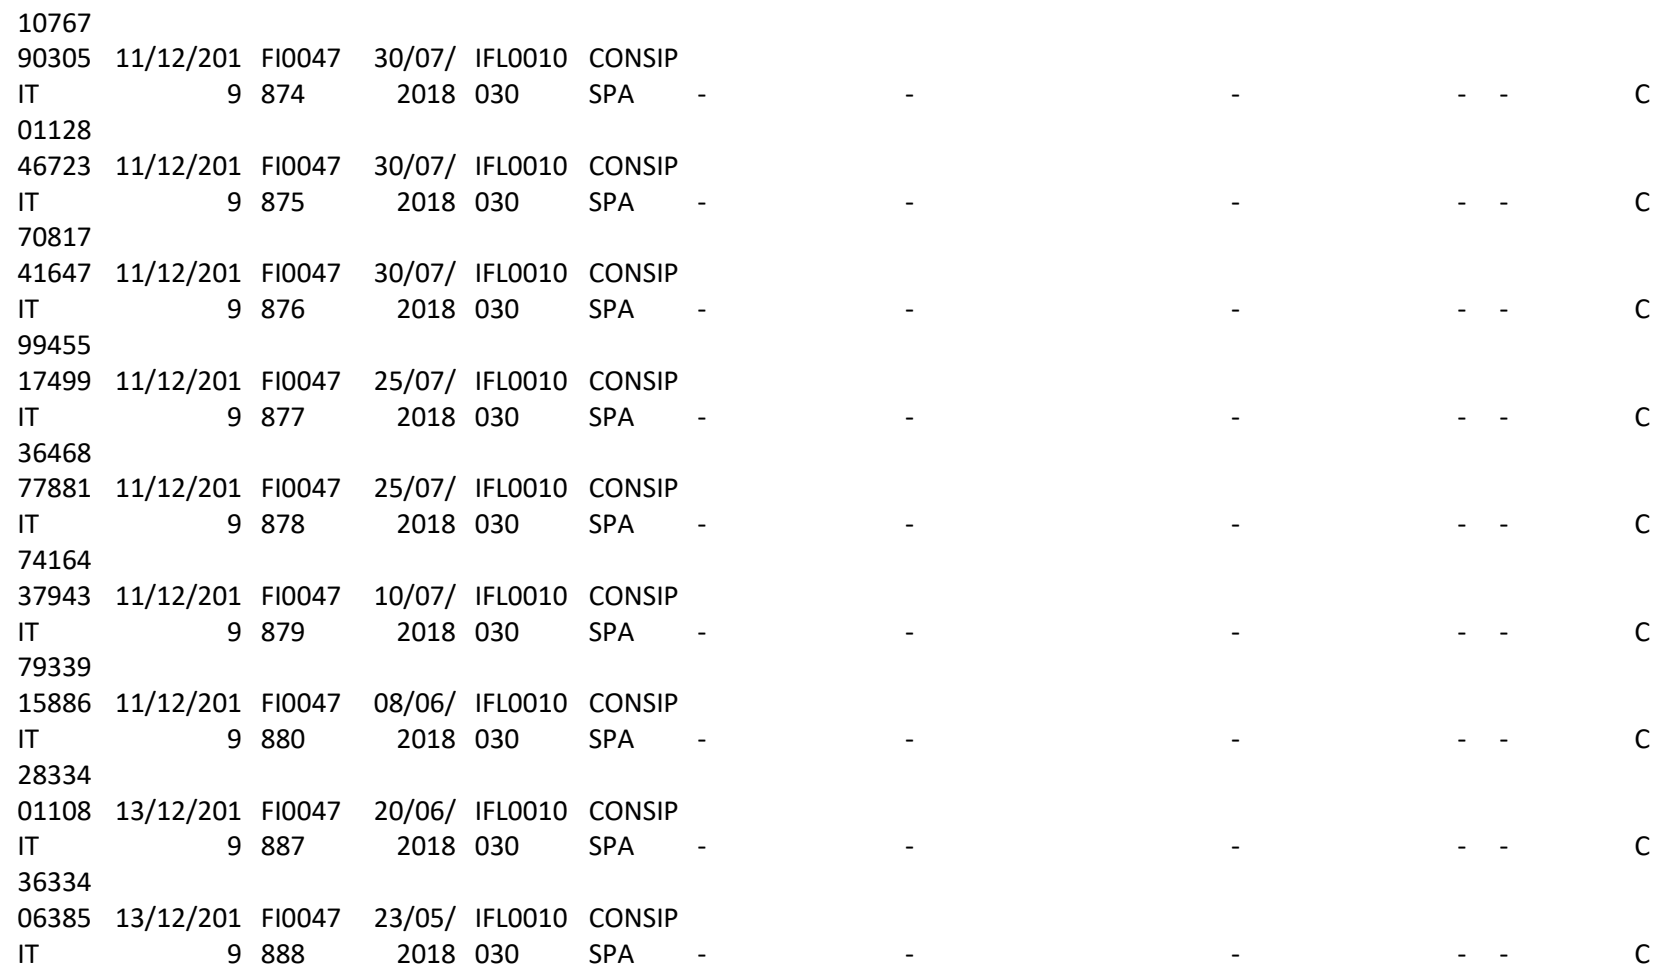 10767
90305 11/12/201 FI0047 30/07/ IFL0010 CONSIP
IT 9 874 2018 030 SPA - - - - - C
01128
46723 11/12/201 FI0047 30/07/ IFL0010 CONSIP
IT 9 875 2018 030 SPA - - - - - C
70817
41647 11/12/201 FI0047 30/07/ IFL0010 CONSIP
IT 9 876 2018 030 SPA - - - - - C
99455
17499 11/12/201 FI0047 25/07/ IFL0010 CONSIP
IT 9 877 2018 030 SPA - - - - - C
36468
77881 11/12/201 FI0047 25/07/ IFL0010 CONSIP
IT 9 878 2018 030 SPA - - - - - C
74164
37943 11/12/201 FI0047 10/07/ IFL0010 CONSIP
IT 9 879 2018 030 SPA - - - - - C
79339
15886 11/12/201 FI0047 08/06/ IFL0010 CONSIP
IT 9 880 2018 030 SPA - - - - - C
28334
01108 13/12/201 FI0047 20/06/ IFL0010 CONSIP
IT 9 887 2018 030 SPA - - - - - C
36334
06385 13/12/201 FI0047 23/05/ IFL0010 CONSIP
IT 9 888 2018 030 SPA - - - - - C